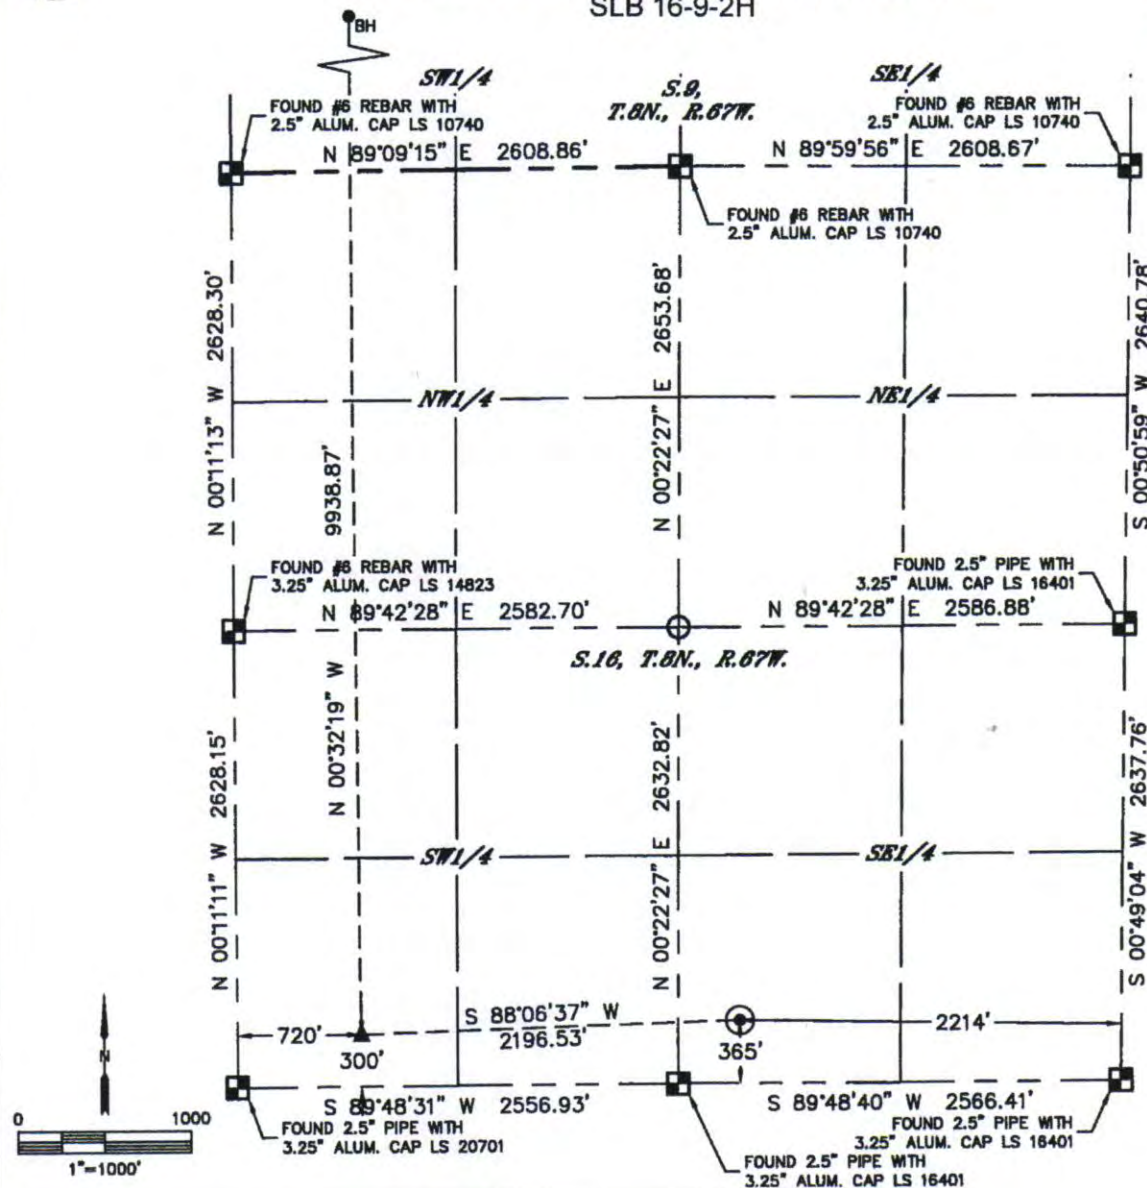 SLB 16-9-2H
BH
SW1/4
S.9,
T.6N., R.67W.
SE1/4
FOUND #6 REBAR WITH
2.5" ALUM. CAP LS 10740
FOUND #6 REBAR WITH
2.5" ALUM. CAP LS 10740
N 89°09'15" E 2608.86'
N 89°59'56" E 2608.67'
FOUND #6 REBAR WITH
2.5" ALUM. CAP LS 10740
N 00°11'13" W 2628.30'
N 00°22'27" E 2653.68'
S 00°50'59" W 2640.78'
NW1/4
NE1/4
9938.87'
FOUND #6 REBAR WITH
3.25" ALUM. CAP LS 14823
FOUND 2.5" PIPE WITH
3.25" ALUM. CAP LS 16401
N 89°42'28" E 2582.70'
N 89°42'28" E 2586.88'
S.16, T.6N., R.67W.
N 00°11'11" W 2628.15'
N 00°32'19" W
N 00°22'27" E 2632.82'
S 00°49'04" W 2637.76'
SW1/4
SE1/4
S 88°06'37" W
2196.53'
720'
300'
365'
2214'
S 89°48'31" W 2556.93'
S 89°48'40" W 2566.41'
FOUND 2.5" PIPE WITH
3.25" ALUM. CAP LS 20701
FOUND 2.5" PIPE WITH
3.25" ALUM. CAP LS 16401
FOUND 2.5" PIPE WITH
3.25" ALUM. CAP LS 16401
N
0 1000
1"=1000'